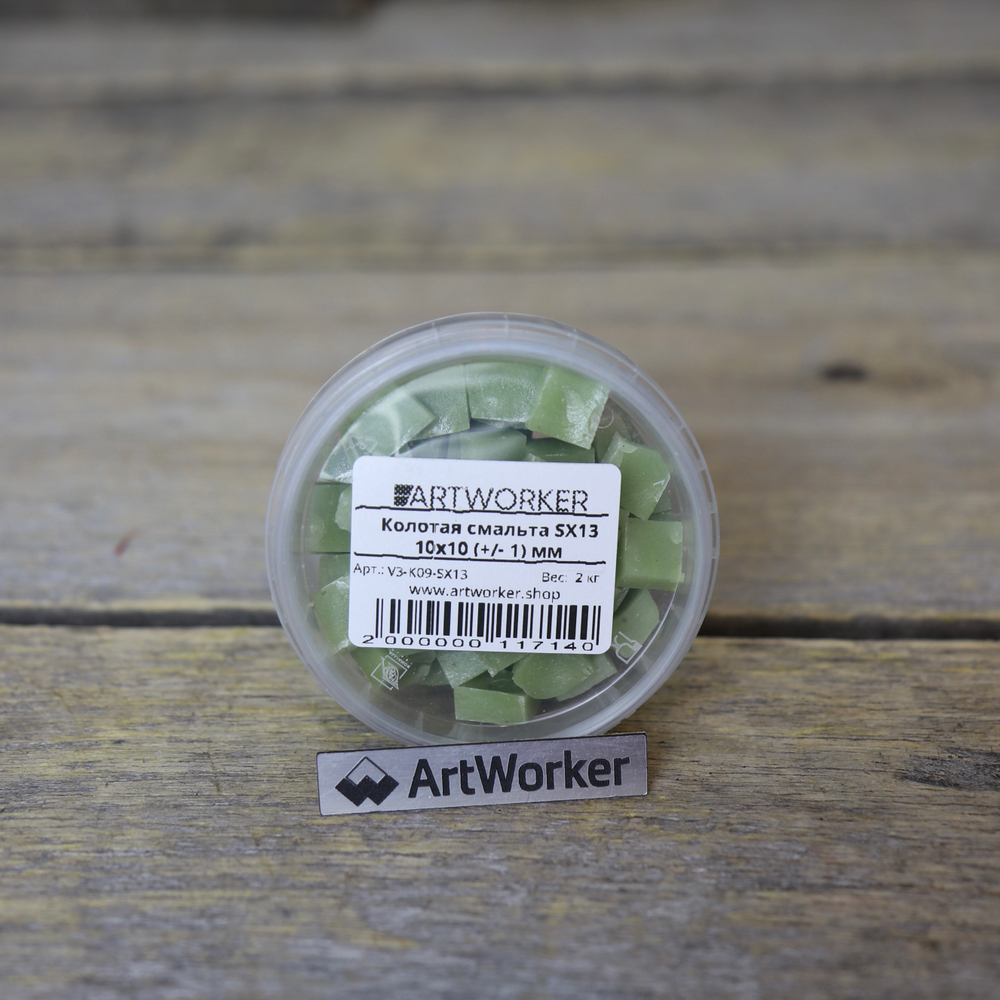 ARTWORKER
Колотая смальта SX13
10x10 (+/- 1) мм
Арт.: V3-K09-SX13 Вес: 2 кг
www.artworker.shop
2 000000 117140
ArtWorker